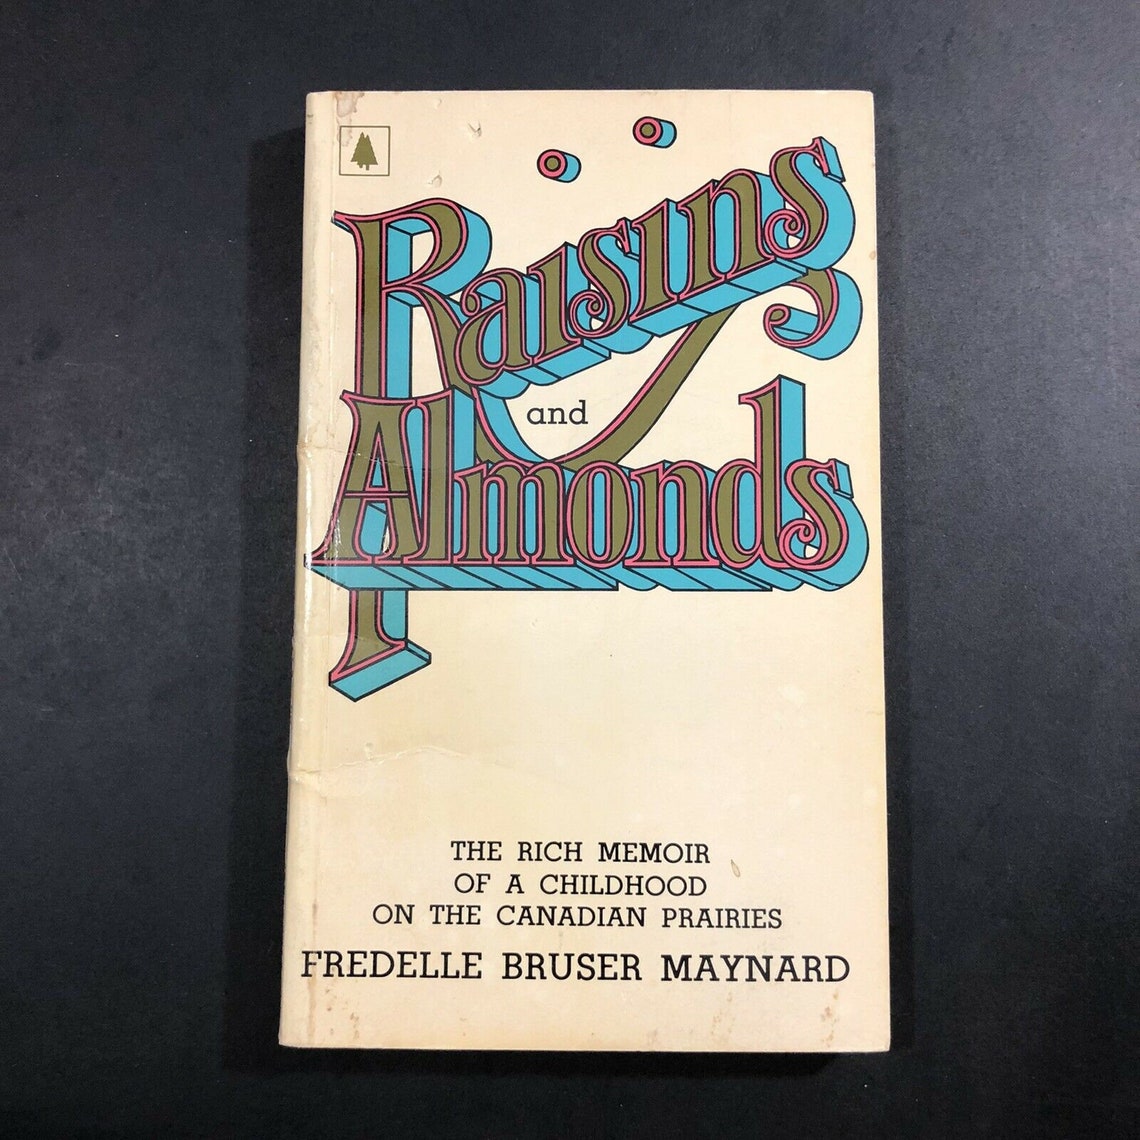 Raisins
and
Almonds
THE RICH MEMOIR
OF A CHILDHOOD
ON THE CANADIAN PRAIRIES
FREDELLE BRUSER MAYNARD